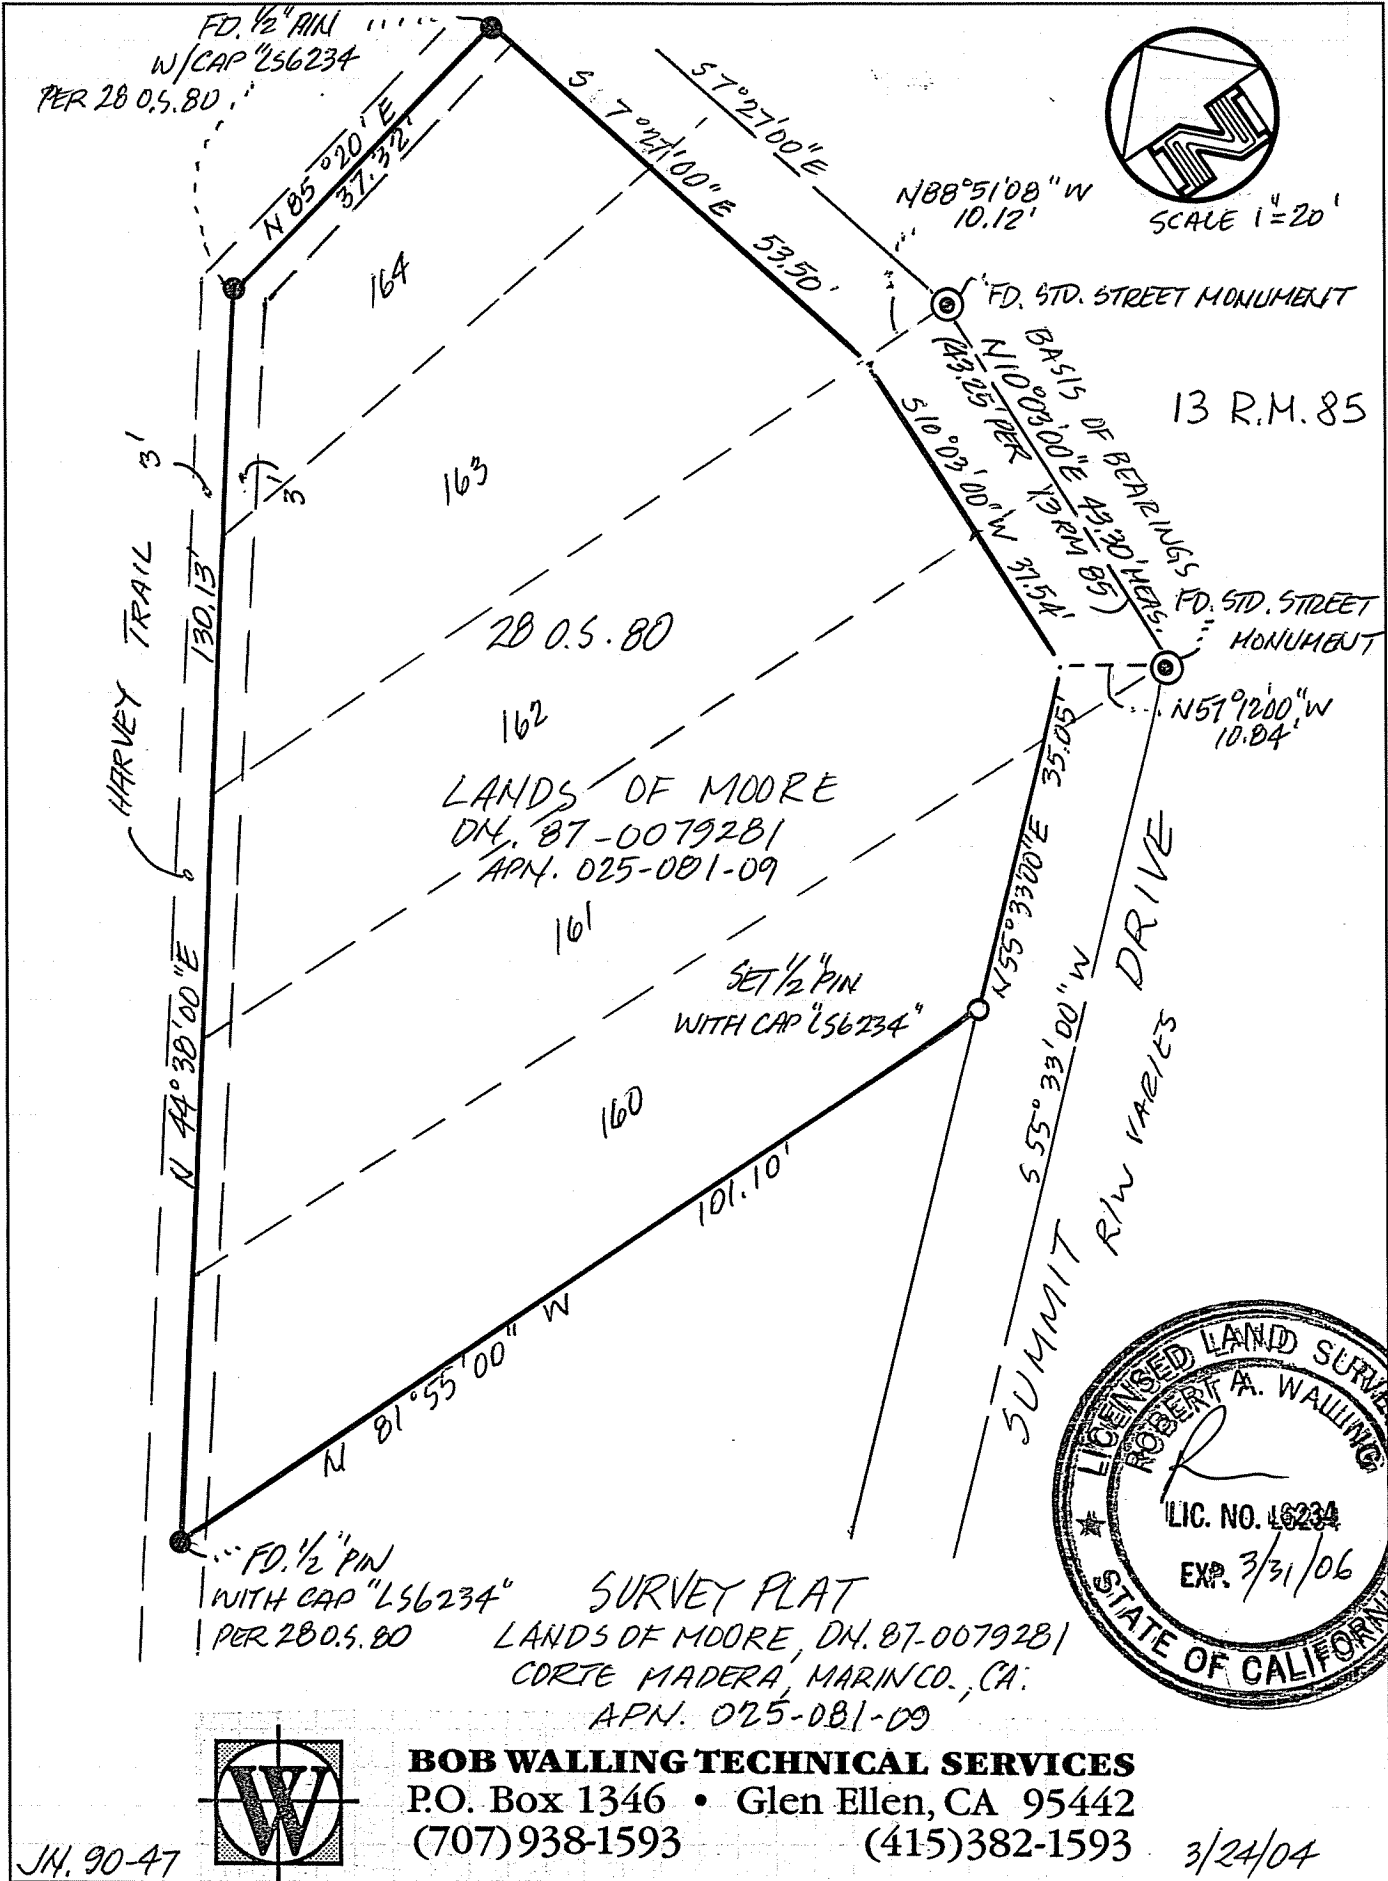 FD. 1/2" PIN
W/CAP "LS6234
PER 28 O.S. 80
N 85°20' E
37.32'
S 7°27'00" E 53.50'
S 7°27'00" E
N88°51'08" W
10.12'
SCALE 1"=20'
FD. STD. STREET MONUMENT
BASIS OF BEARINGS
N10°03'00"E 43.30' MEAS.
(43.25' PER 13 RM 85)
13 R.M. 85
S10°03'00"W 37.54'
164
163
3'
3'
HARVEY TRAIL
130.13'
N 44°38'00"E
28 O.S. 80
FD. STD. STREET
MONUMENT
162
10.84'
LANDS OF MOORE
DN. 87-0079281
APN. 025-081-09
N55°33'00"E 35.05'
161
SET 1/2" PIN
WITH CAP "LS6234"
S 55°33'00" W
SUMMIT DRIVE
R/W VARIES
160
N 81°55'00" W
101.10'
LICENSED LAND SURVE
ROBERT A. WALLING
LIC. NO. L6234
EXP. 3/31/06
STATE OF CALIFORN
FD. 1/2" PIN
WITH CAP "LS6234"
PER 28 O.S. 80
SURVEY PLAT
LANDS OF MOORE, DN. 87-0079281
CORTE MADERA, MARIN CO., CA.
APN. 025-081-09
W
BOB WALLING TECHNICAL SERVICES
P.O. Box 1346 • Glen Ellen, CA 95442
(707)938-1593 (415)382-1593
3/24/04
JN. 90-47